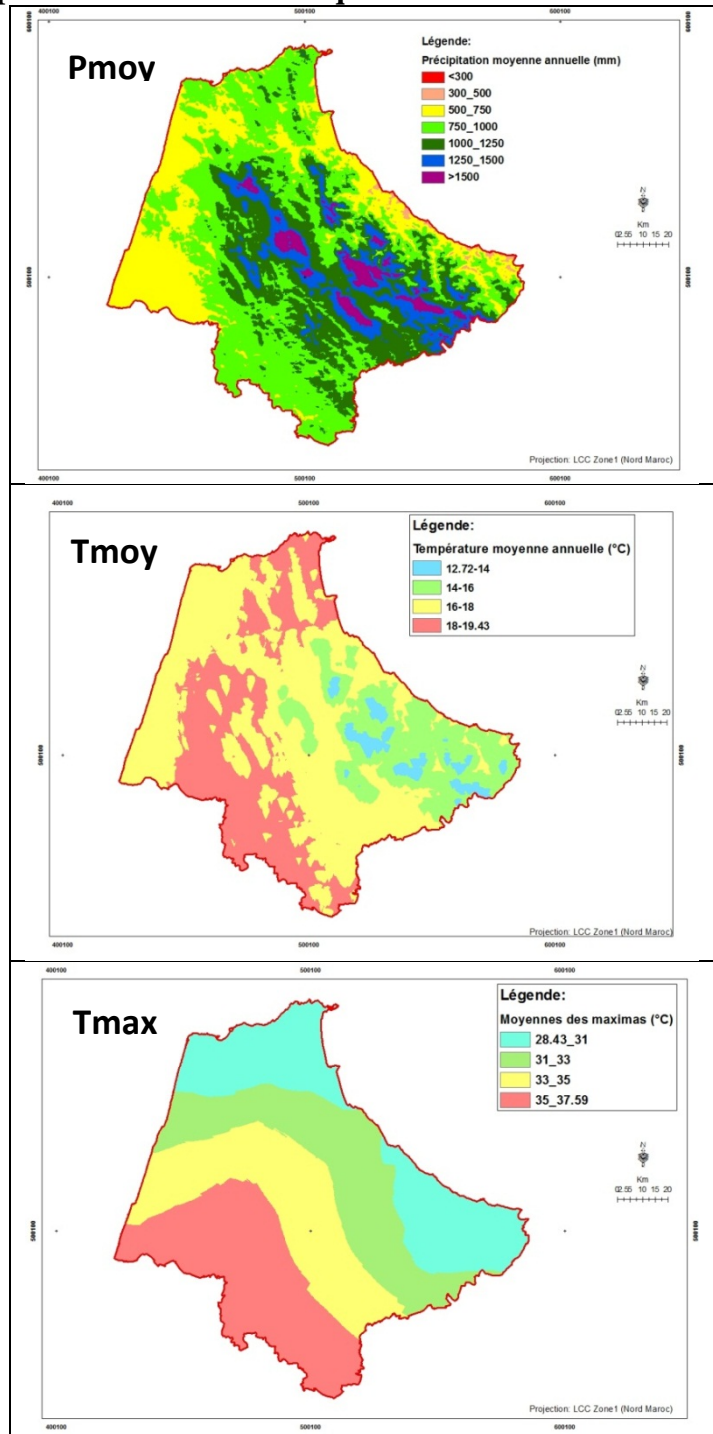 400100 500100 600100
Pmoy
Légende:
Précipitation moyenne annuelle (mm)
<300
300_500
500_750
750_1000
1000_1250
1250_1500
>1500
N
Km
02.55 10 15 20
500100 500100
Projection: LCC Zone1 (Nord Maroc)
400100 500100 600100
400100 500100 600100
Tmoy
Légende:
Température moyenne annuelle (°C)
12.72-14
14-16
16-18
18-19.43
N
Km
02.55 10 15 20
500100 500100
Projection: LCC Zone1 (Nord Maroc)
400100 500100 600100
400100 500100 600100
Tmax
Légende:
Moyennes des maximas (°C)
28.43_31
31_33
33_35
35_37.59
N
Km
02.55 10 15 20
500100 500100
Projection: LCC Zone1 (Nord Maroc)
400100 500100 600100